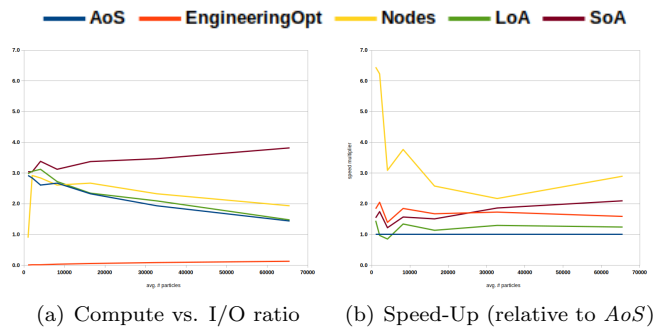 AoS EngineeringOpt Nodes LoA SoA
7.0
6.0
5.0
4.0
3.0
2.0
1.0
0.0
0 10000 20000 30000 40000 50000 60000 70000
avg. # particles
(a) Compute vs. I/O ratio
speed multiplier
7.0
6.0
5.0
4.0
3.0
2.0
1.0
0.0
0 10000 20000 30000 40000 50000 60000 70000
avg. # particles
(b) Speed-Up (relative to AoS)